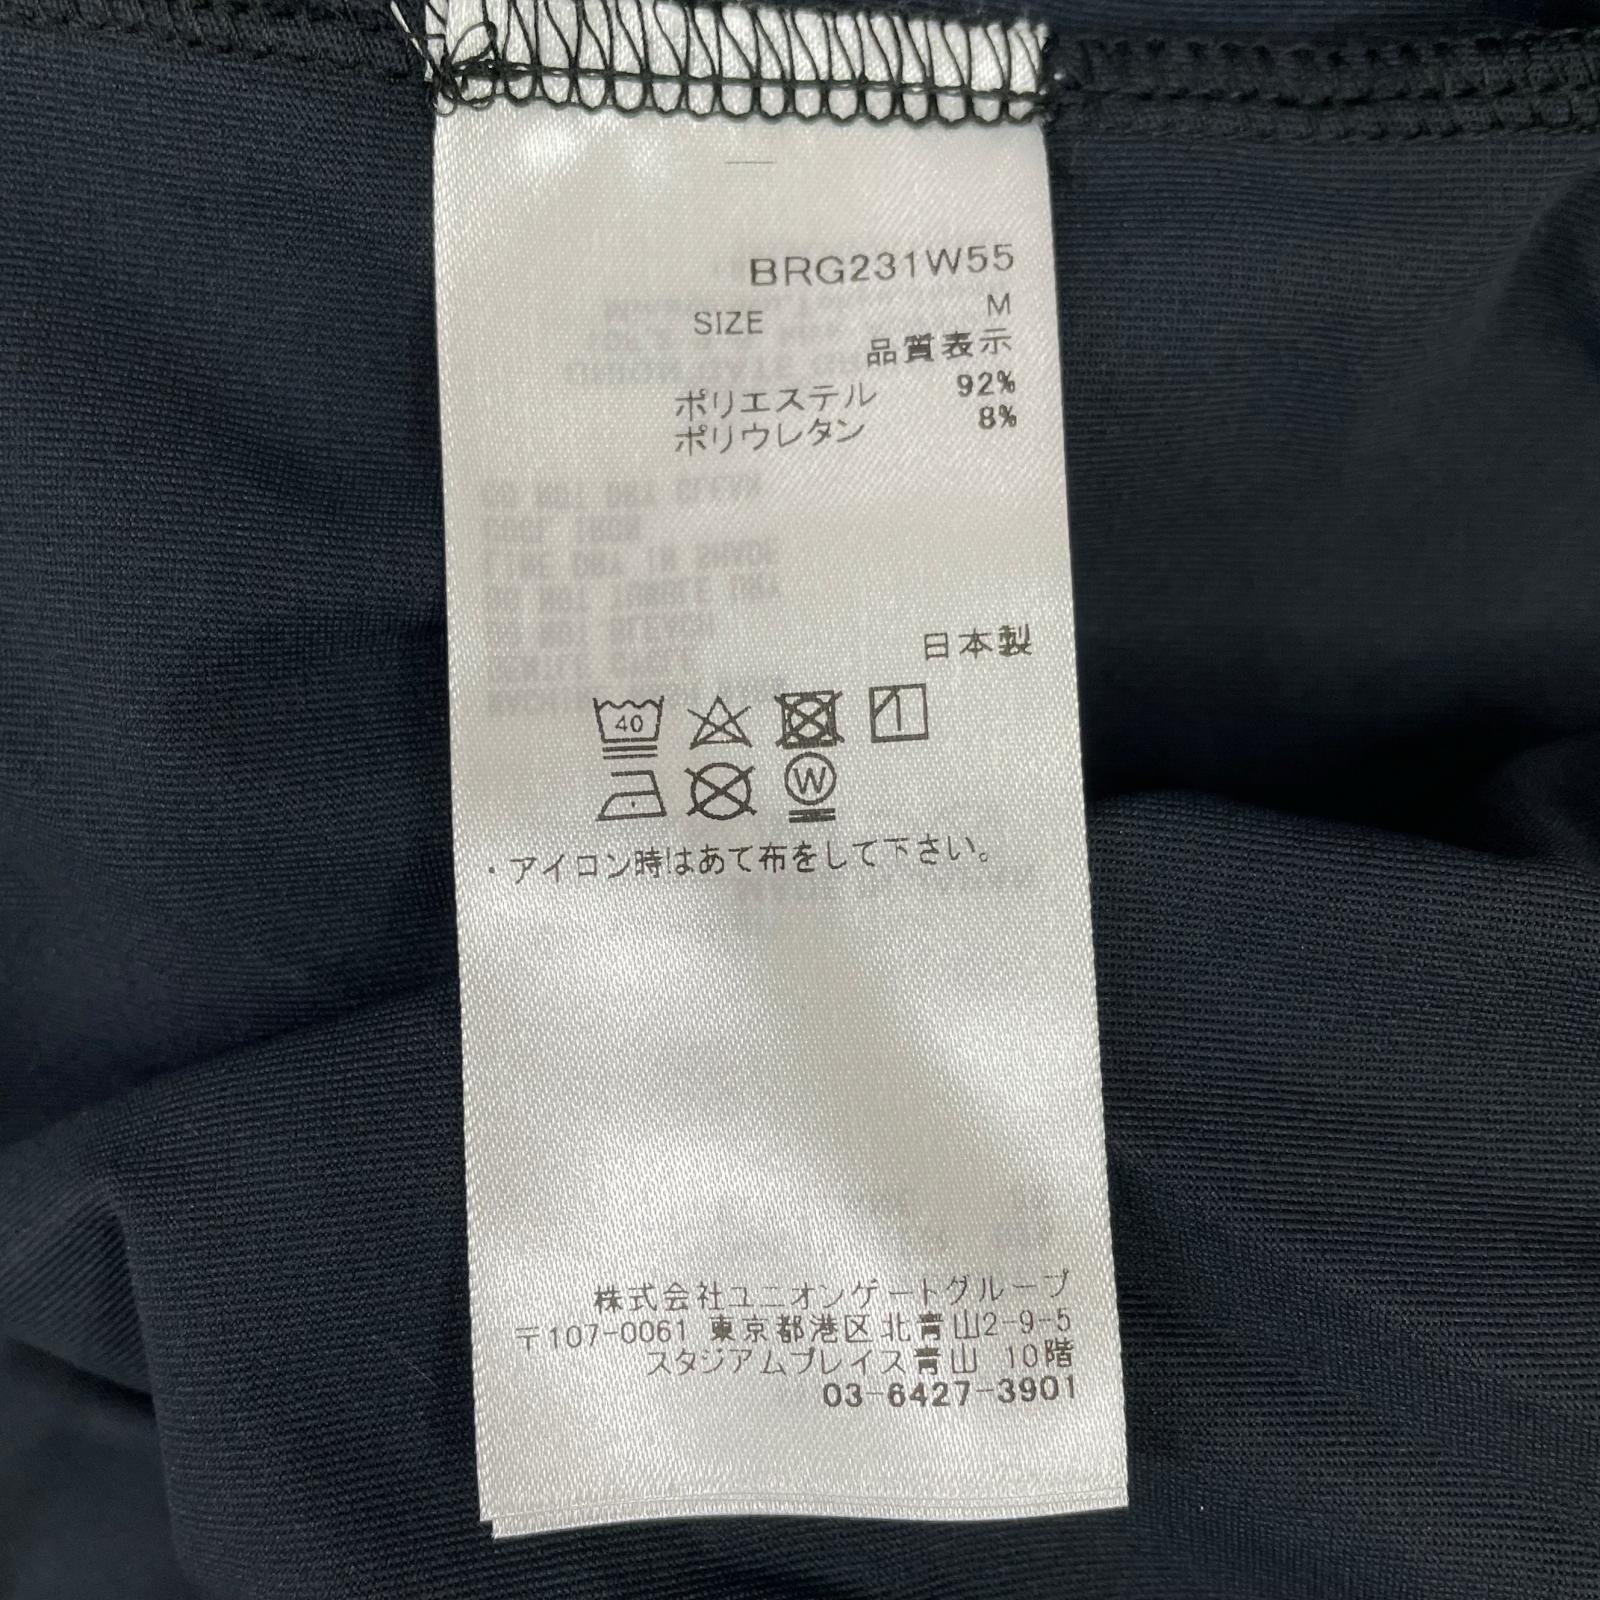 BRG231W55
SIZE M
品質表示
ポリエステル 92%
ポリウレタン 8%
日本製
40
W
・アイロン時はあて布をして下さい。
株式会社ユニオンゲートグループ
〒107-0061 東京都港区北青山2-9-5
スタジアムプレイス青山 10階
03-6427-3901